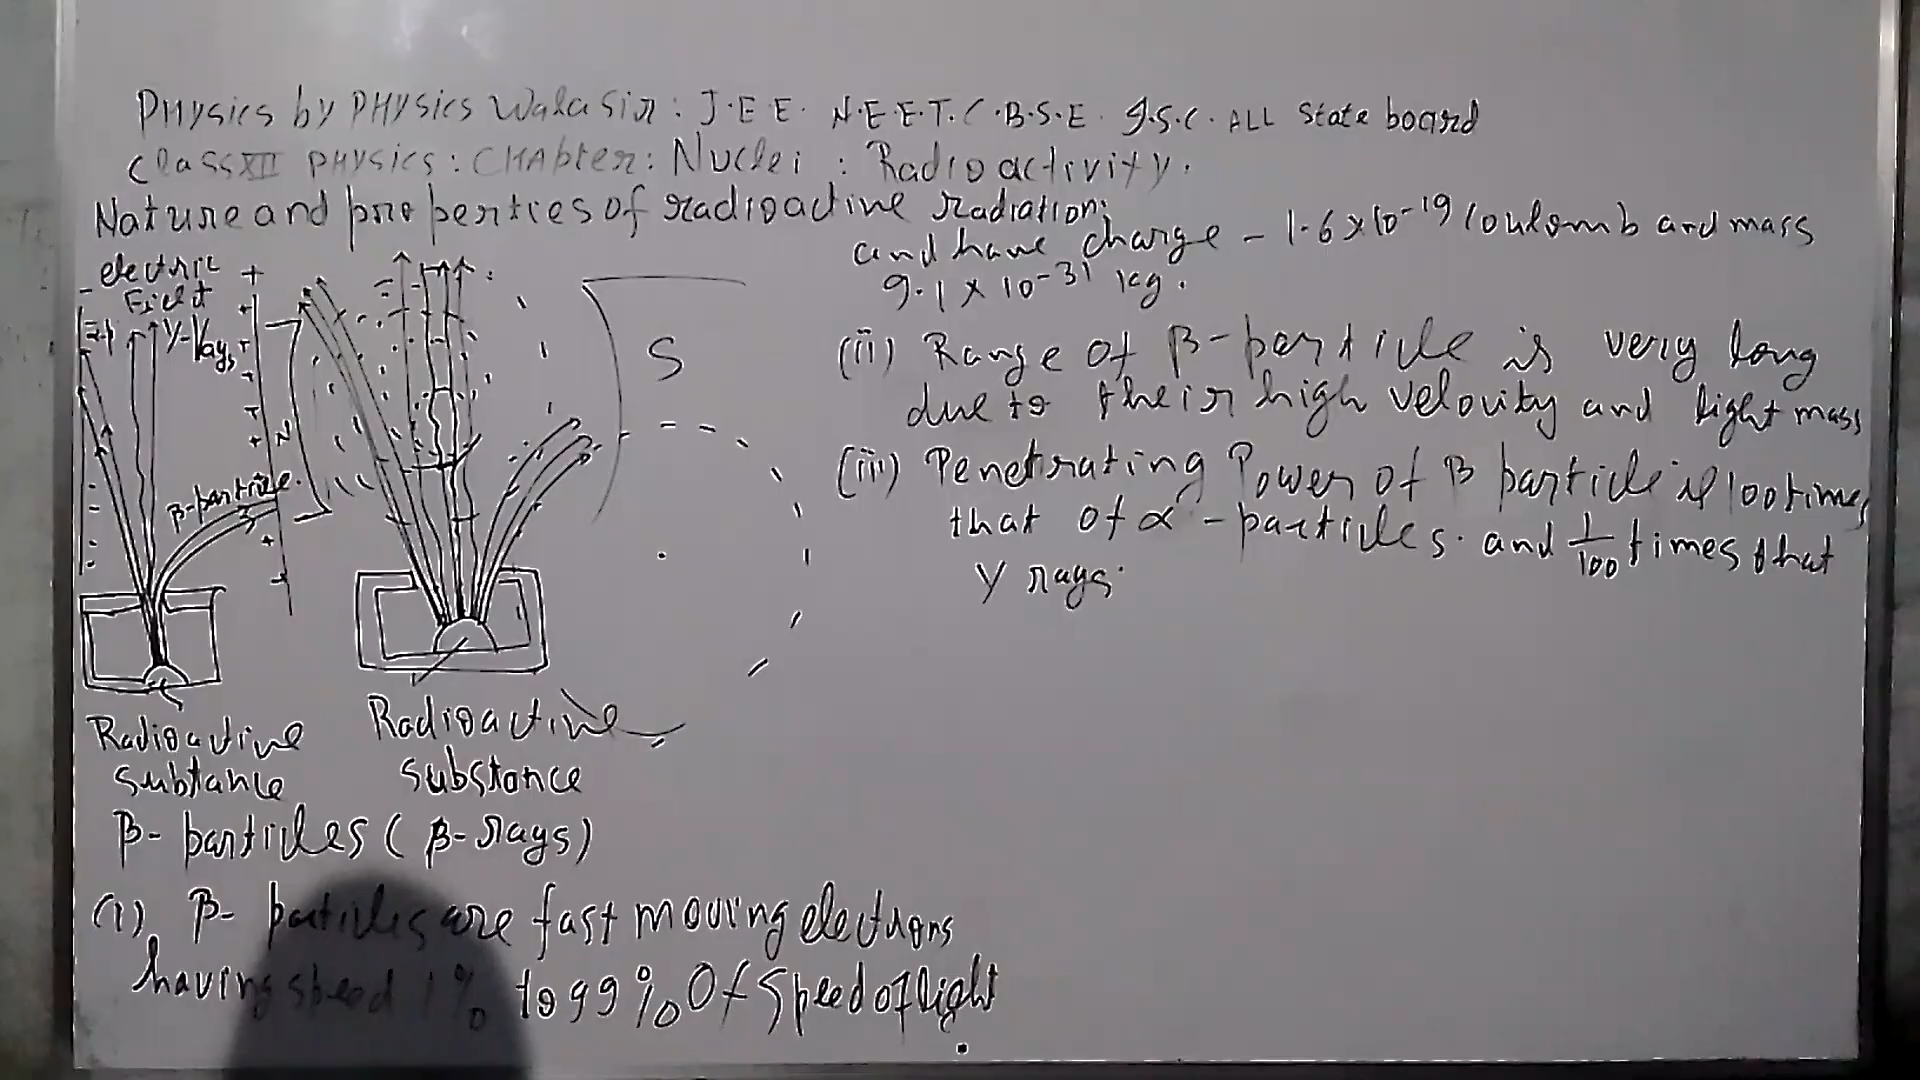 Physics by PHysics Wala Sir: J.E.E. N.E.E.T. C.B.S.E. I.S.C. ALL State board
Class XII PHYSICS: CHApter: Nuclei : Radioactivity.
Nature and properties of radioactive radiation:
electric
Field
γ-rays
β-particle.
N
S
Radioactive
subtance
Radioactive
substance
β-particles (β-rays)
(i) β-particles are fast moving electrons
having speed 1% to 99% Of Speed of light
and have charge - 1.6 × 10⁻¹⁹ Coulomb and mass
9.1 × 10⁻³¹ kg.
(ii) Range Of β-particle is very long
due to their high velocity and light mass
(iii) Penetrating Power of β particle is 100 times
that of α-particles. and 1/100 times that
γ rays.